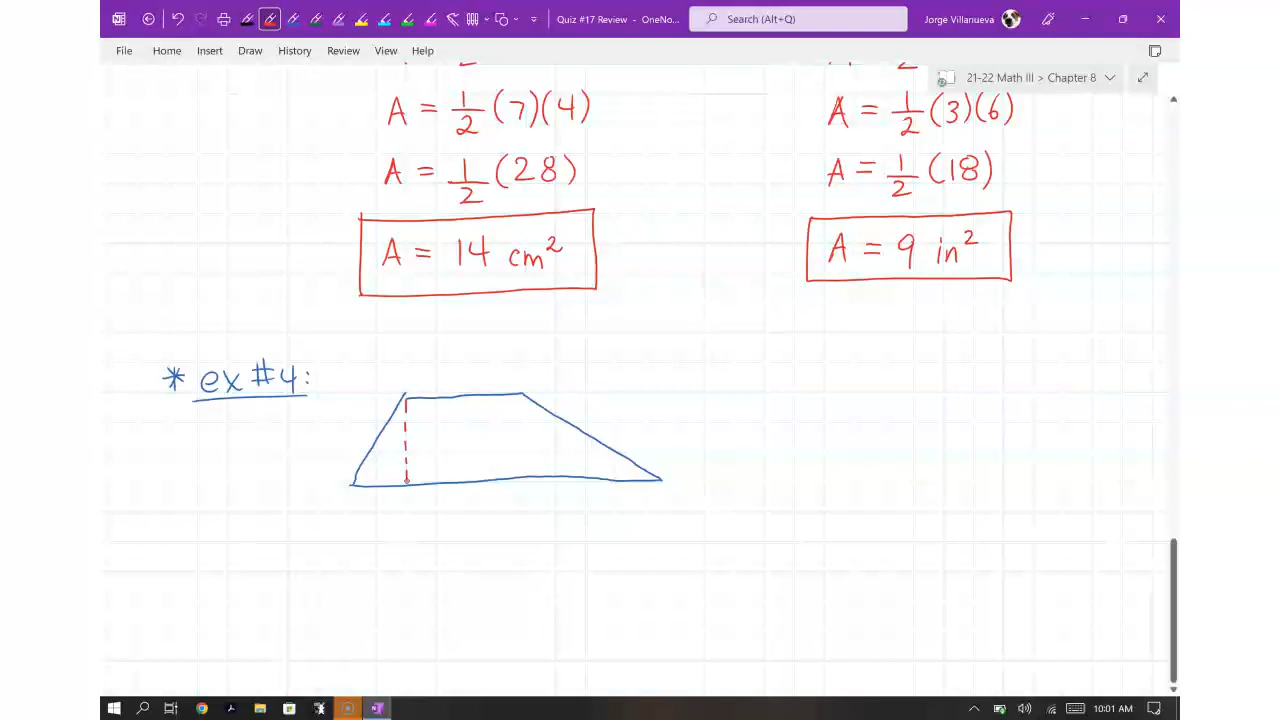 Quiz #17 Review - OneNo...
Search (Alt+Q)
Jorge Villanueva
File Home Insert Draw History Review View Help
21-22 Math III > Chapter 8
A = 1/2 (7)(4)
A = 1/2 (28)
A = 14 cm²
A = 1/2 (3)(6)
A = 1/2 (18)
A = 9 in²
* ex #4:
10:01 AM